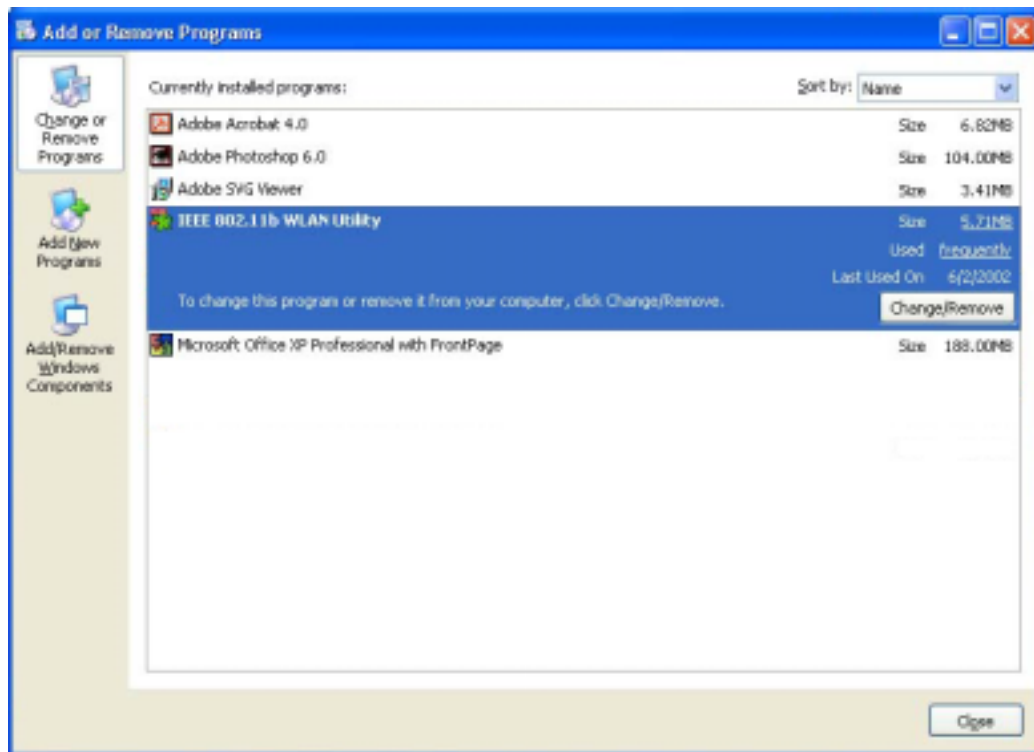 Add or Remove Programs
Change or
Remove
Programs
Add New
Programs
Add/Remove
Windows
Components
Currently installed programs:
Sort by: Name
Adobe Acrobat 4.0 Size 6.82MB
Adobe Photoshop 6.0 Size 104.00MB
Adobe SVG Viewer Size 3.41MB
IEEE 802.11b WLAN Utility Size 5.71MB
Used frequently
Last Used On 6/2/2002
To change this program or remove it from your computer, click Change/Remove.
Change/Remove
Microsoft Office XP Professional with FrontPage Size 188.00MB
Close